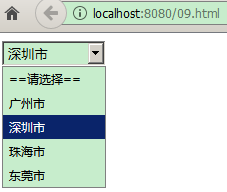 localhost:8080/09.html
深圳市
==请选择==
广州市
深圳市
珠海市
东莞市